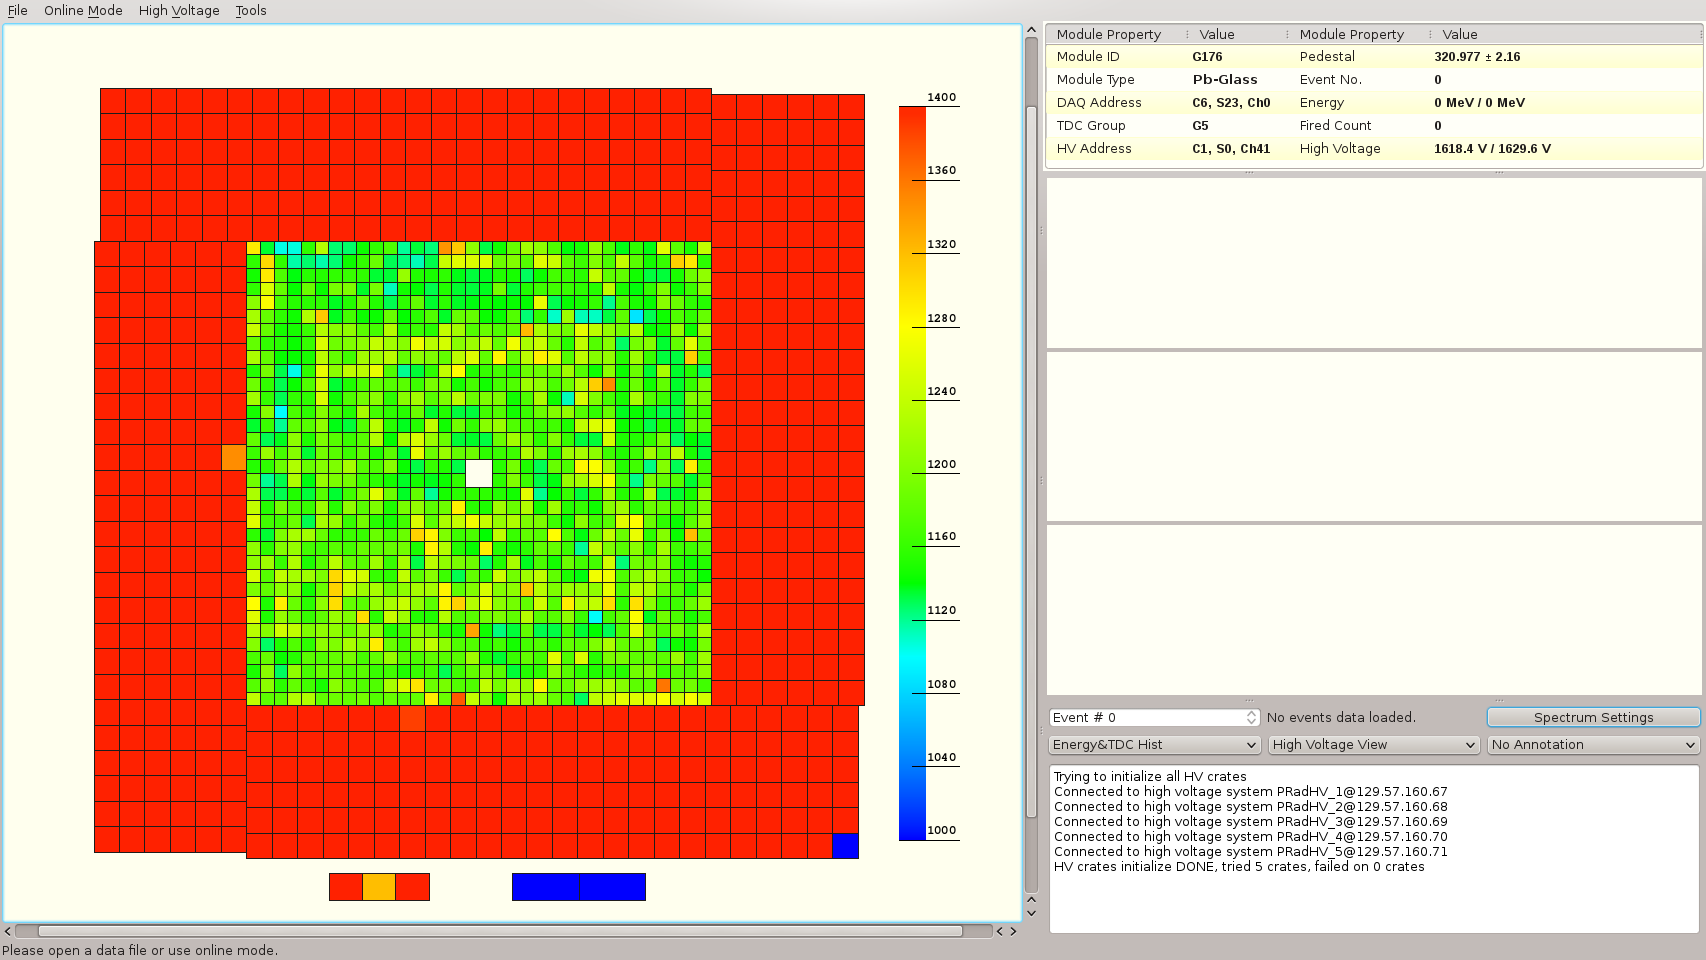 File Online Mode High Voltage Tools
Module Property Value Module Property Value
Module ID G176 Pedestal 320.977 ± 2.16
Module Type Pb-Glass Event No. 0
DAQ Address C6, S23, Ch0 Energy 0 MeV / 0 MeV
TDC Group G5 Fired Count 0
HV Address C1, S0, Ch41 High Voltage 1618.4 V / 1629.6 V
1400
1360
1320
1280
1240
1200
1160
1120
1080
1040
1000
Event # 0 No events data loaded. Spectrum Settings
Energy&TDC Hist High Voltage View No Annotation
Trying to initialize all HV crates
Connected to high voltage system PRadHV_1@129.57.160.67
Connected to high voltage system PRadHV_2@129.57.160.68
Connected to high voltage system PRadHV_3@129.57.160.69
Connected to high voltage system PRadHV_4@129.57.160.70
Connected to high voltage system PRadHV_5@129.57.160.71
HV crates initialize DONE, tried 5 crates, failed on 0 crates
Please open a data file or use online mode.